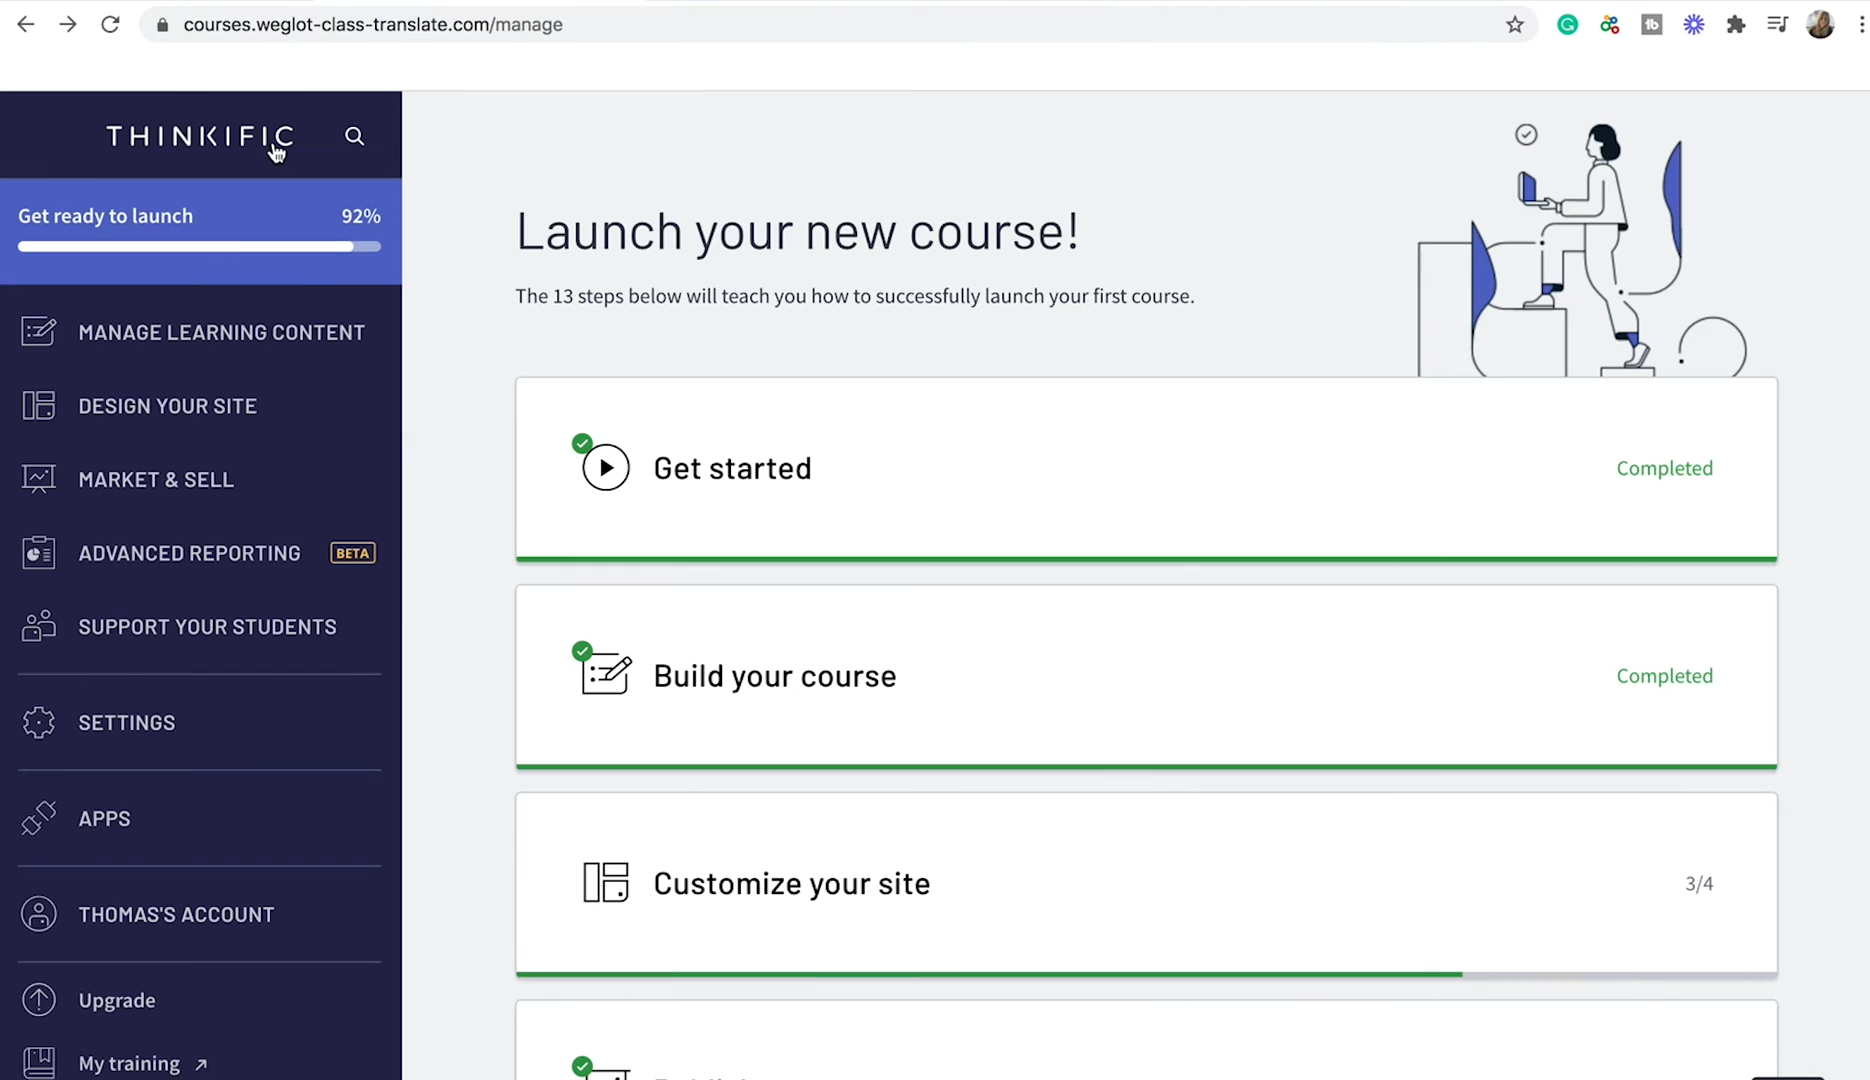 courses.weglot-class-translate.com/manage
THINKIFIC
Get ready to launch 92%
MANAGE LEARNING CONTENT
DESIGN YOUR SITE
MARKET & SELL
ADVANCED REPORTING BETA
SUPPORT YOUR STUDENTS
SETTINGS
APPS
THOMAS'S ACCOUNT
Upgrade
My training
Launch your new course!
The 13 steps below will teach you how to successfully launch your first course.
Get started Completed
Build your course Completed
Customize your site 3/4